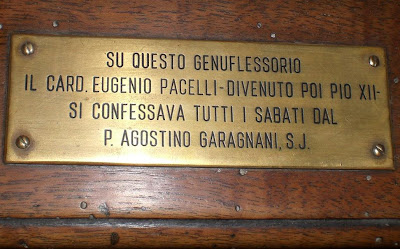 SU QUESTO GENUFLESSORIO
IL CARD. EUGENIO PACELLI-DIVENUTO POI PIO XII-
SI CONFESSAVA TUTTI I SABATI DAL
P. AGOSTINO GARAGNANI, S.J.